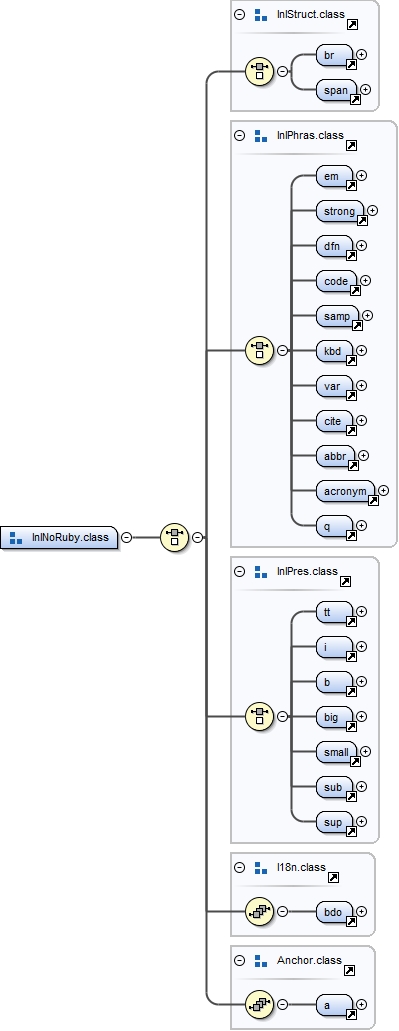 InlStruct.class
br
span
InlPhras.class
em
strong
dfn
code
samp
kbd
var
cite
abbr
acronym
q
InlNoRuby.class
InlPres.class
tt
i
b
big
small
sub
sup
I18n.class
bdo
Anchor.class
a